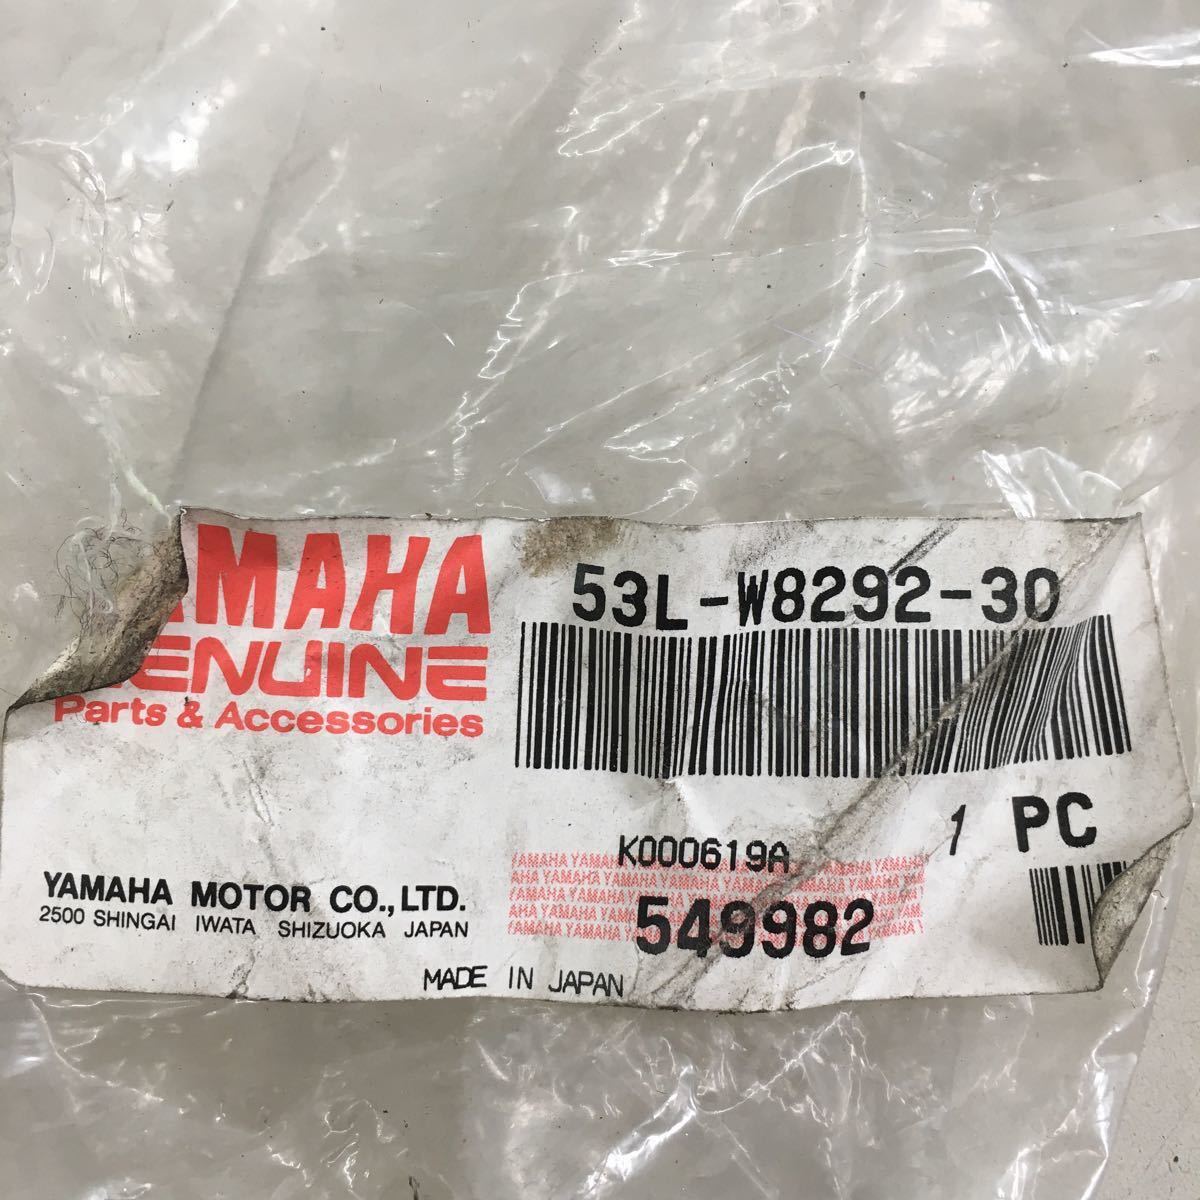 YAMAHA
GENUINE
Parts & Accessories
53L-W8292-30
1 PC
K000619A
549982
YAMAHA MOTOR CO.,LTD.
2500 SHINGAI IWATA SHIZUOKA JAPAN
MADE IN JAPAN